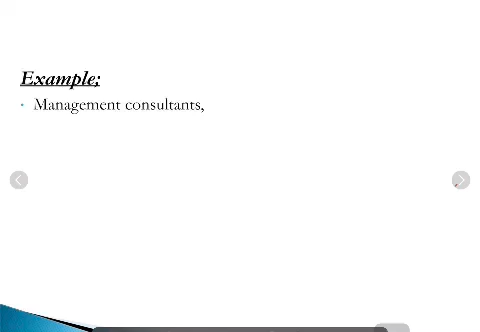 Example;
• Management consultants,